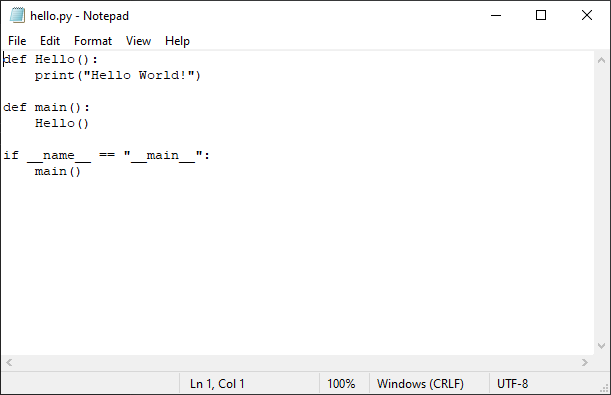 hello.py - Notepad
File Edit Format View Help
def Hello():
    print("Hello World!")

def main():
    Hello()

if __name__ == "__main__":
    main()
Ln 1, Col 1 100% Windows (CRLF) UTF-8